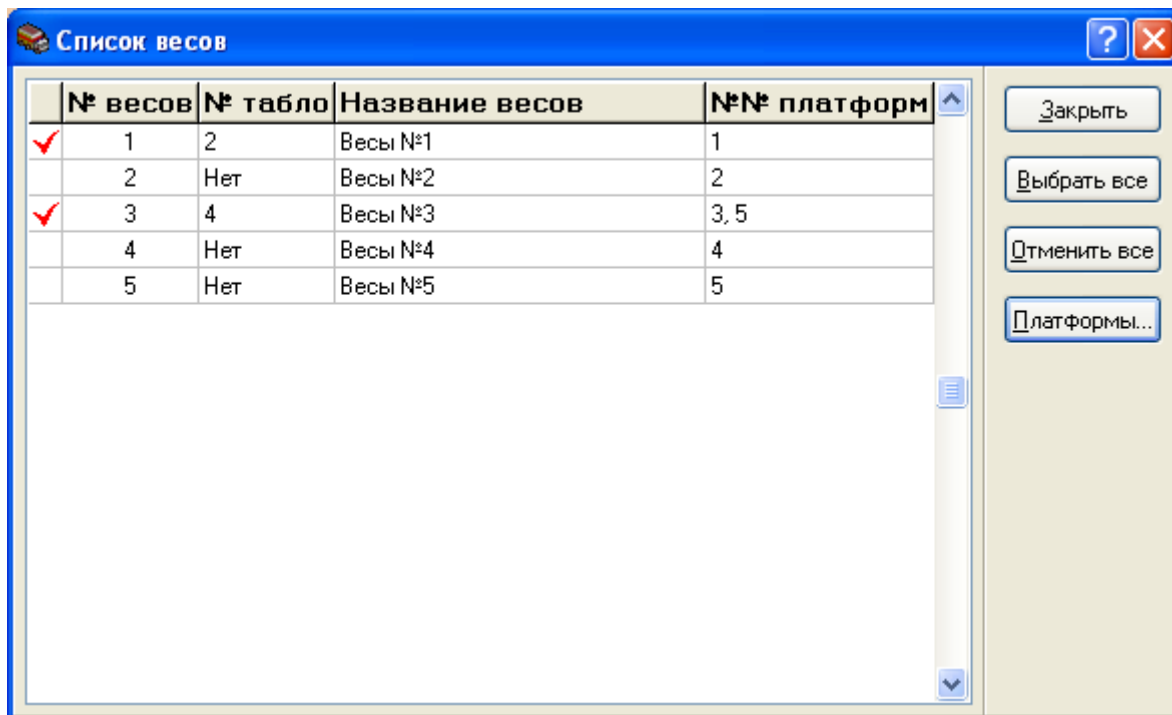 Список весов
№ весов № табло Название весов №№ платформ
1 2 Весы №1 1
2 Нет Весы №2 2
3 4 Весы №3 3, 5
4 Нет Весы №4 4
5 Нет Весы №5 5
Закрыть
Выбрать все
Отменить все
Платформы...